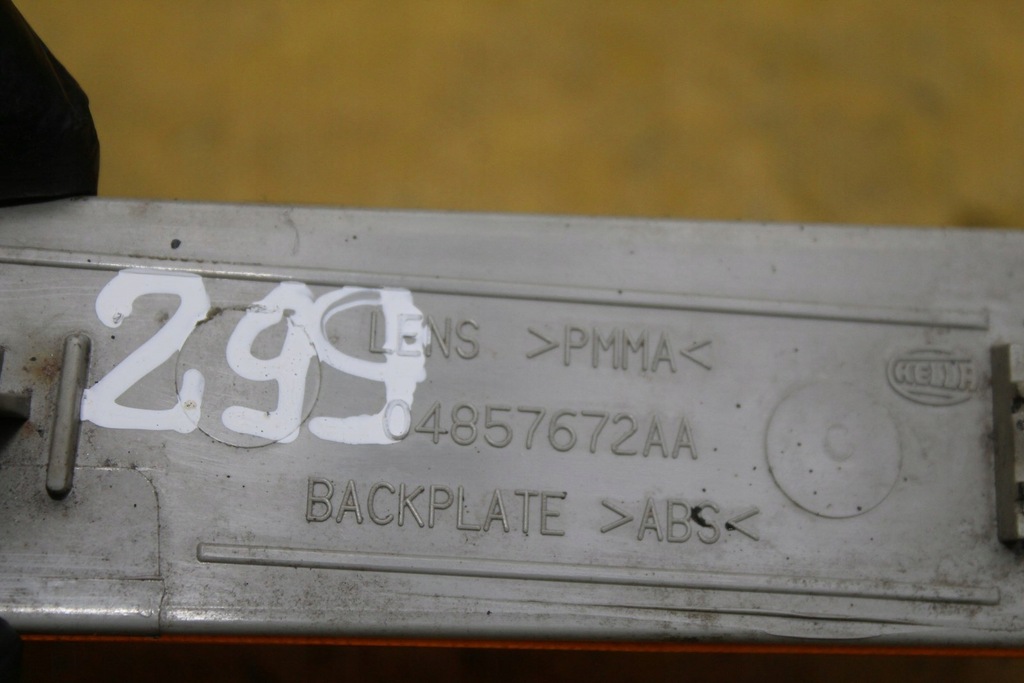 299
LENS >PMMA<
HELLA
04857672AA
C
BACKPLATE >ABS<